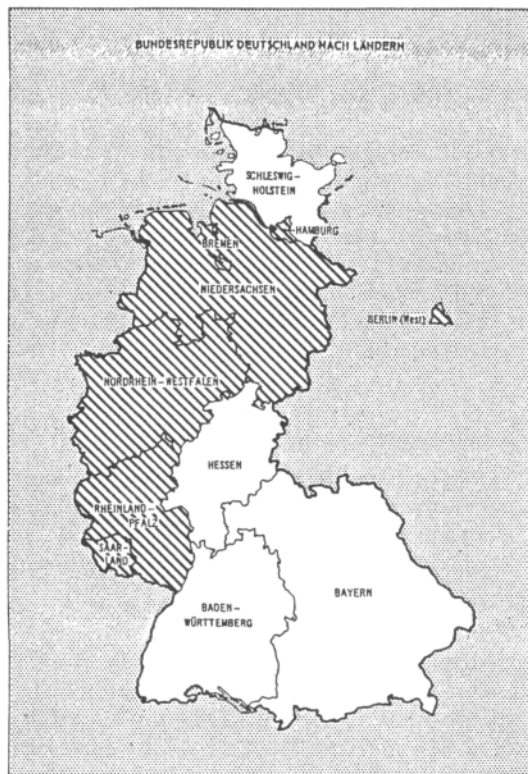 BUNDESREPUBLIK DEUTSCHLAND NACH LÄNDERN
SCHLESWIG-
HOLSTEIN
HAMBURG
BREMEN
NIEDERSACHSEN
BERLIN (West)
NORDRHEIN-WESTFALEN
HESSEN
RHEINLAND-
PFALZ
SAAR-
LAND
BAYERN
BADEN-
WÜRTTEMBERG